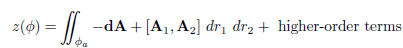 z(ϕ) = ∬_{ϕ_a} −𝐝𝐀 + [𝐀₁, 𝐀₂] dr₁ dr₂ + higher-order terms